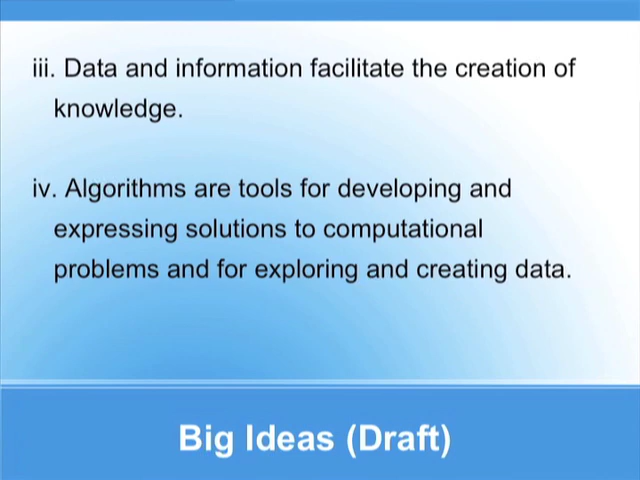 iii. Data and information facilitate the creation of
knowledge.
iv. Algorithms are tools for developing and
expressing solutions to computational
problems and for exploring and creating data.
Big Ideas (Draft)